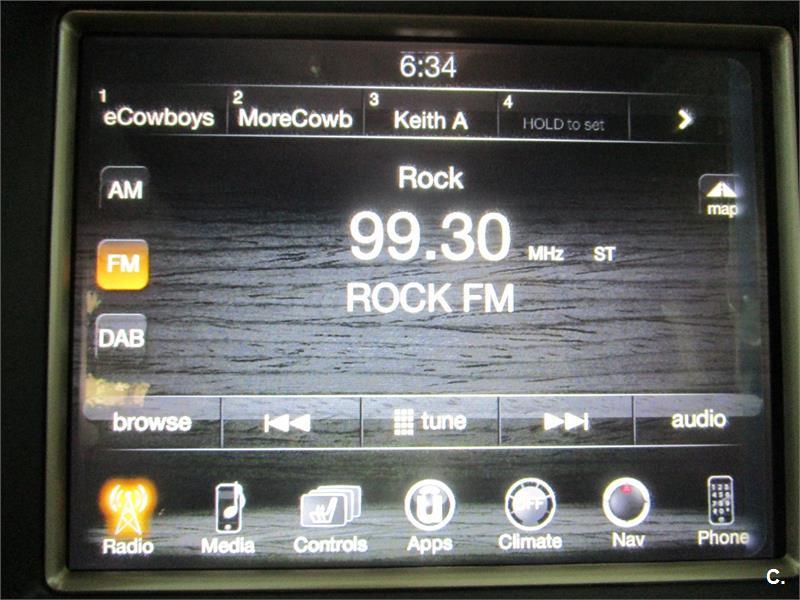 6:34
1 eCowboys 2 MoreCowb 3 Keith A 4 HOLD to set
AM
Rock
map
99.30 MHz ST
FM
ROCK FM
DAB
browse tune audio
OFF
Radio Media Controls Apps Climate Nav Phone
C.